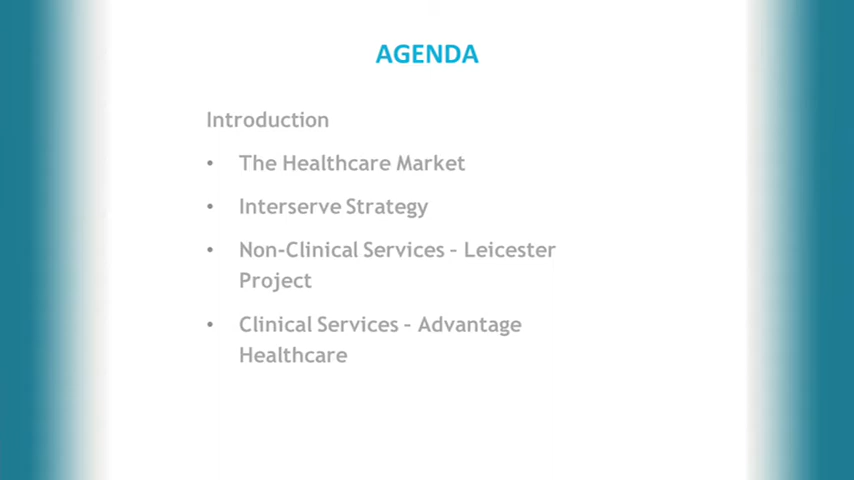 AGENDA
Introduction
• The Healthcare Market
• Interserve Strategy
• Non-Clinical Services – Leicester
Project
• Clinical Services – Advantage
Healthcare